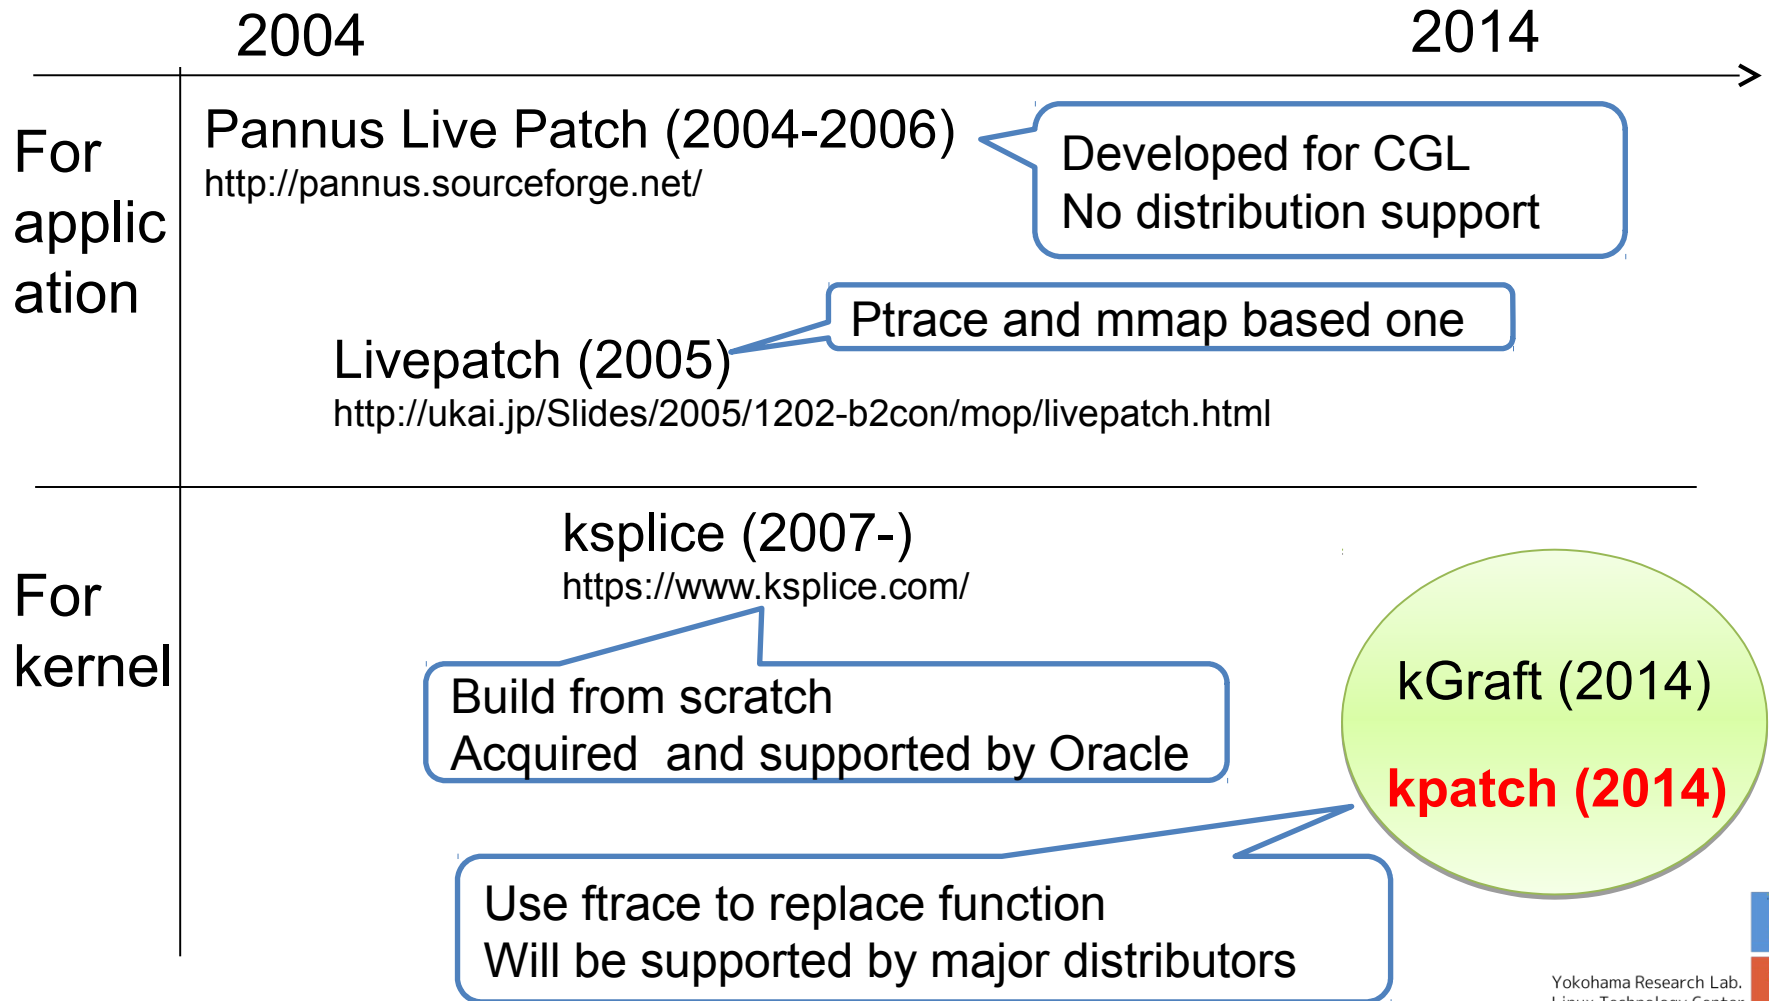 2004
2014
For
applic
ation
Pannus Live Patch (2004-2006)
http://pannus.sourceforge.net/
Developed for CGL
No distribution support
Ptrace and mmap based one
Livepatch (2005)
http://ukai.jp/Slides/2005/1202-b2con/mop/livepatch.html
For
kernel
ksplice (2007-)
https://www.ksplice.com/
Build from scratch
Acquired and supported by Oracle
kGraft (2014)
kpatch (2014)
Use ftrace to replace function
Will be supported by major distributors
Yokohama Research Lab.
Linux Technology Center